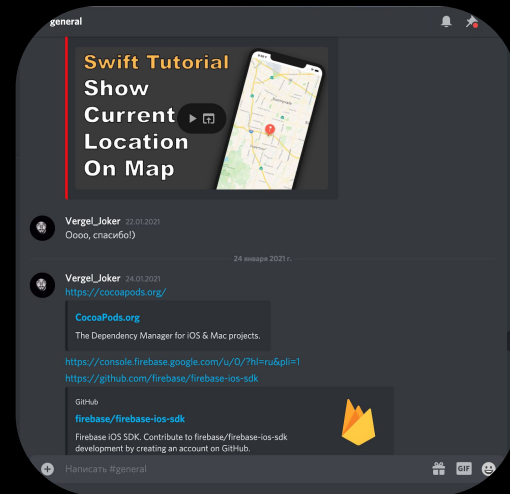 general
Swift Tutorial
Show
Current
Location
On Map
Vergel_Joker 22.01.2021
Оооо, спасибо!)
24 января 2021 г.
Vergel_Joker 24.01.2021
https://cocoapods.org/
CocoaPods.org
The Dependency Manager for iOS & Mac projects.
https://console.firebase.google.com/u/0/?hl=ru&pli=1
https://github.com/firebase/firebase-ios-sdk
GitHub
firebase/firebase-ios-sdk
Firebase iOS SDK. Contribute to firebase/firebase-ios-sdk
development by creating an account on GitHub.
Написать #general
GIF